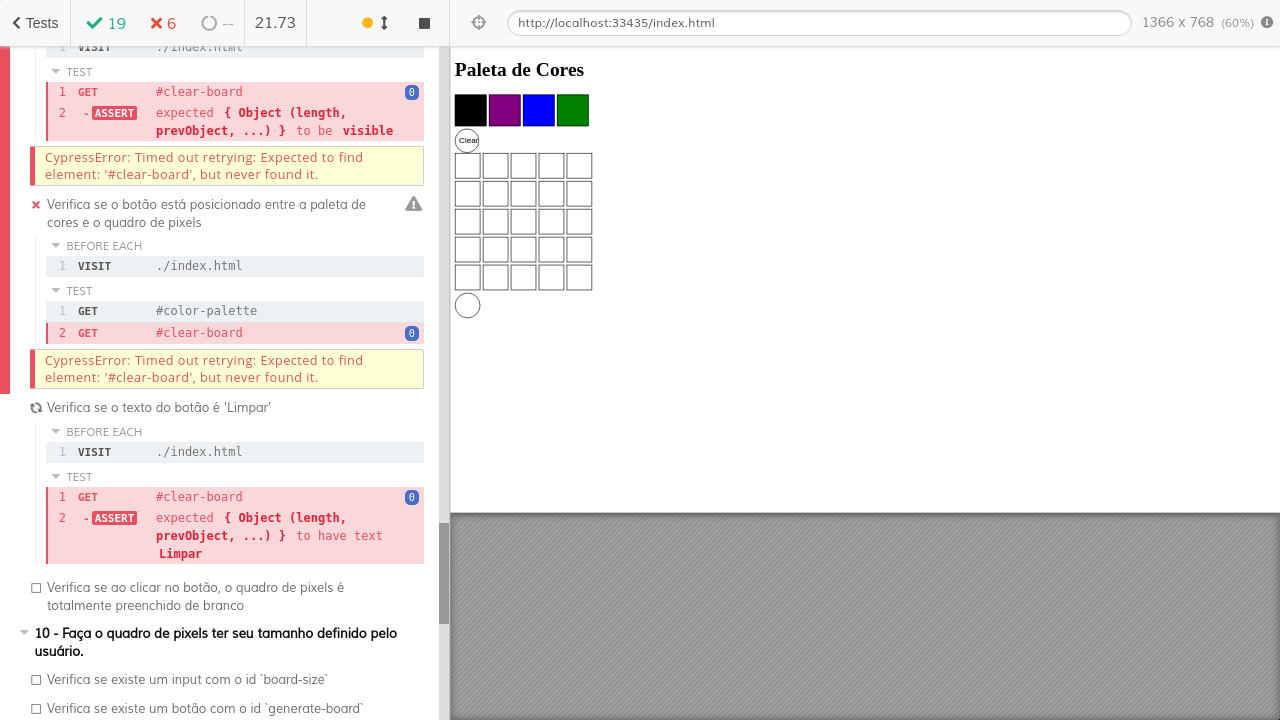 Tests
19
6
--
21.73
http://localhost:33435/index.html
1366 x 768 (60%)
1 VISIT ./index.html
TEST
1 GET #clear-board 0
2 - ASSERT expected { Object (length,
prevObject, ...) } to be visible
CypressError: Timed out retrying: Expected to find
element: '#clear-board', but never found it.
Verifica se o botão está posicionado entre a paleta de
cores e o quadro de pixels
BEFORE EACH
1 VISIT ./index.html
TEST
1 GET #color-palette
2 GET #clear-board 0
CypressError: Timed out retrying: Expected to find
element: '#clear-board', but never found it.
Verifica se o texto do botão é 'Limpar'
BEFORE EACH
1 VISIT ./index.html
TEST
1 GET #clear-board 0
2 - ASSERT expected { Object (length,
prevObject, ...) } to have text
Limpar
Verifica se ao clicar no botão, o quadro de pixels é
totalmente preenchido de branco
10 - Faça o quadro de pixels ter seu tamanho definido pelo
usuário.
Verifica se existe um input com o id `board-size`
Verifica se existe um botão com o id `generate-board`
Paleta de Cores
Clear